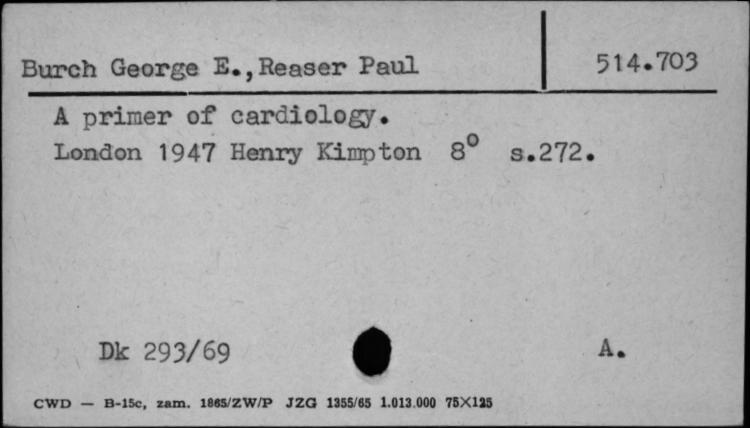 Burch George E.,Reaser Paul 514.703
A primer of cardiology.
London 1947 Henry Kimpton 8⁰ s.272.
Dk 293/69 A.
CWD — B-15c, zam. 1865/ZW/P JZG 1355/65 1.013.000 75X125